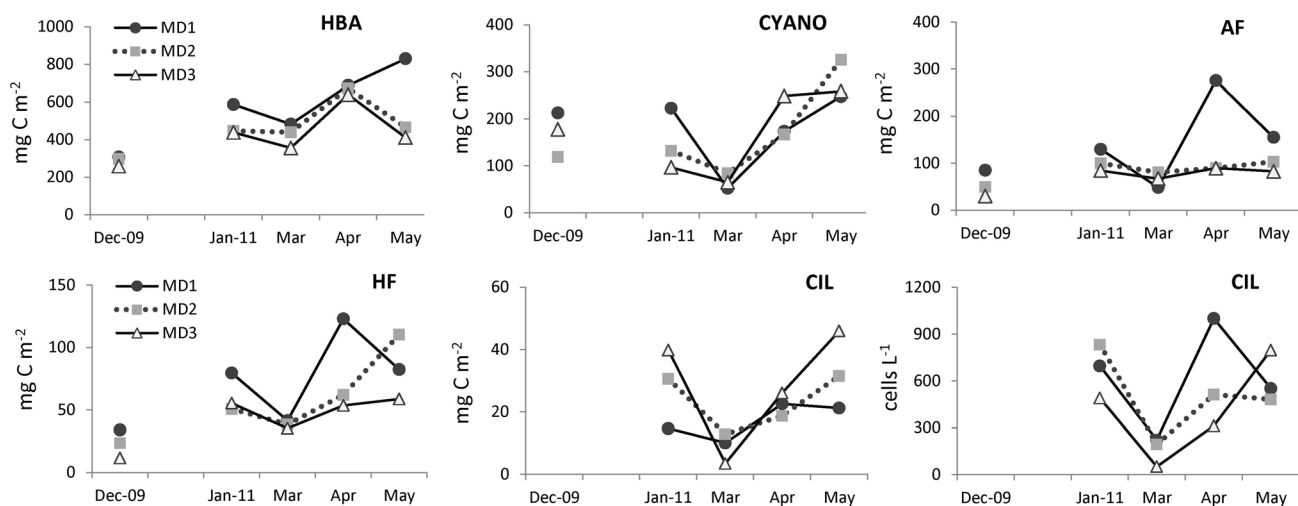 HBA
MD1
MD2
MD3
mg C m⁻²
1000
800
600
400
200
0
Dec-09 Jan-11 Mar Apr May
CYANO
mg C m⁻²
400
300
200
100
0
Dec-09 Jan-11 Mar Apr May
AF
mg C m⁻²
400
300
200
100
0
Dec-09 Jan-11 Mar Apr May
HF
MD1
MD2
MD3
mg C m⁻²
150
100
50
0
Dec-09 Jan-11 Mar Apr May
CIL
mg C m⁻²
60
40
20
0
Dec-09 Jan-11 Mar Apr May
CIL
cells L⁻¹
1200
900
600
300
0
Dec-09 Jan-11 Mar Apr May